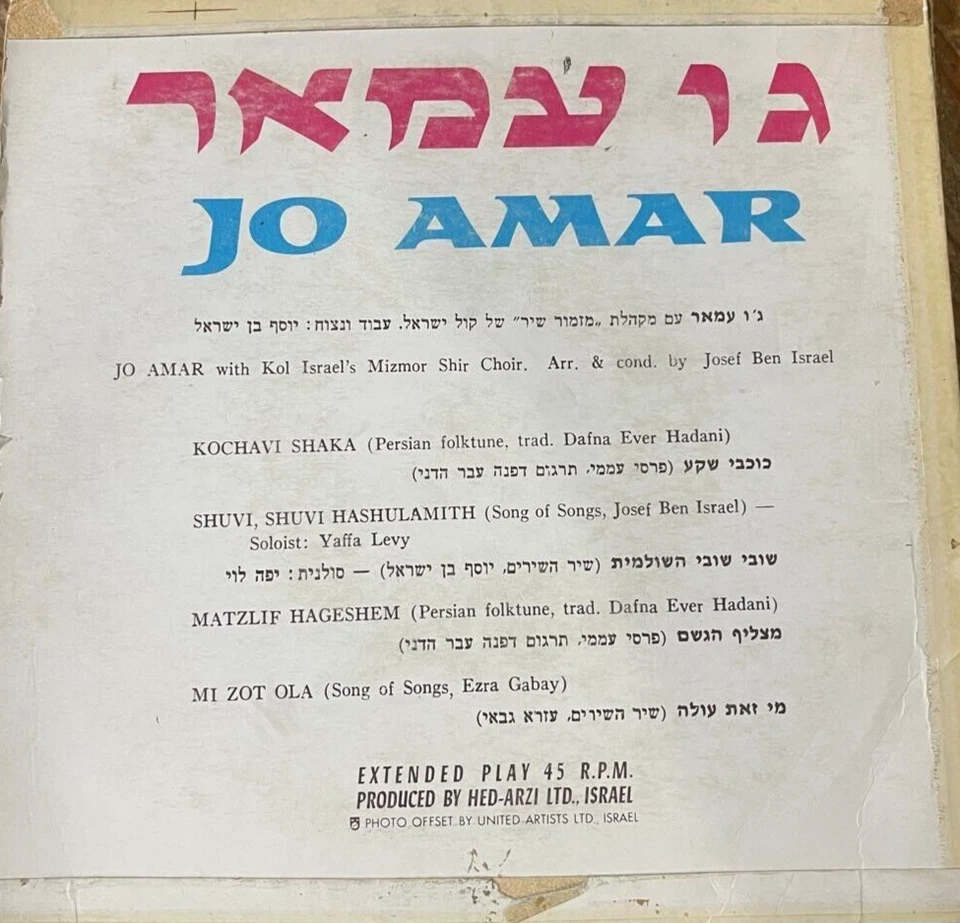 ג׳ו עמאר
JO AMAR
ג׳ו עמאר עם מקהלת „מזמור שיר” של קול ישראל. עבוד ונצוח: יוסף בן ישראל
JO AMAR with Kol Israel's Mizmor Shir Choir. Arr. & cond. by Josef Ben Israel
KOCHAVI SHAKA (Persian folktune, trad. Dafna Ever Hadani)
כוכבי שקע (פרסי עממי, תרגום דפנה עבר הדני)
SHUVI, SHUVI HASHULAMITH (Song of Songs, Josef Ben Israel) —
Soloist: Yaffa Levy
שובי שובי השולמית (שיר השירים, יוסף בן ישראל) — סולנית: יפה לוי
MATZLIF HAGESHEM (Persian folktune, trad. Dafna Ever Hadani)
מצליף הגשם (פרסי עממי, תרגום דפנה עבר הדני)
MI ZOT OLA (Song of Songs, Ezra Gabay)
מי זאת עולה (שיר השירים, עזרא גבאי)
EXTENDED PLAY 45 R.P.M.
PRODUCED BY HED-ARZI LTD., ISRAEL
PHOTO OFFSET BY UNITED ARTISTS LTD., ISRAEL